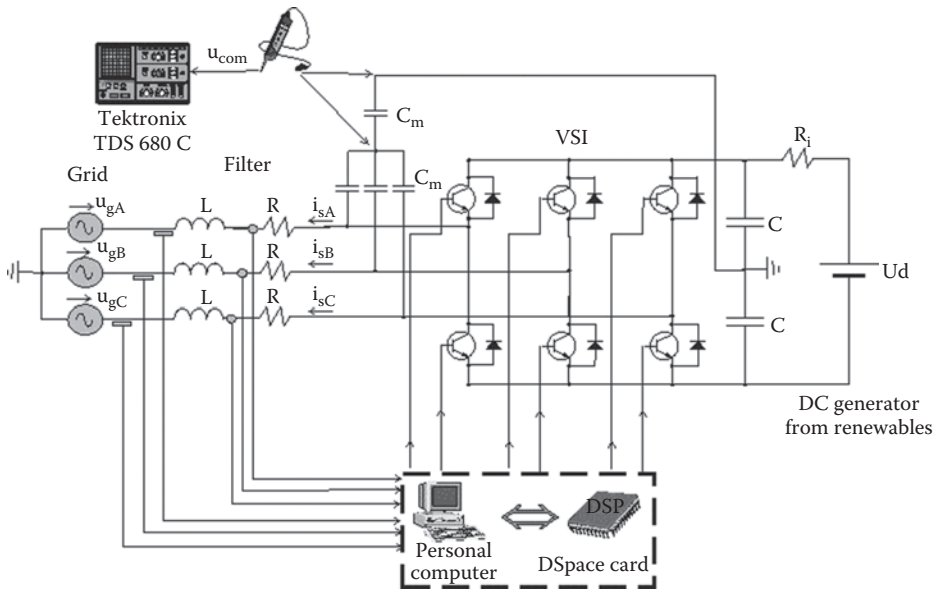 u_com
Tektronix
TDS 680 C
C_m
VSI
R_i
Grid
Filter
C_m
u_gA
L
R
i_sA
C
u_gB
L
R
i_sB
Ud
u_gC
L
R
i_sC
C
DC generator
from renewables
DSP
Personal
computer
DSpace card